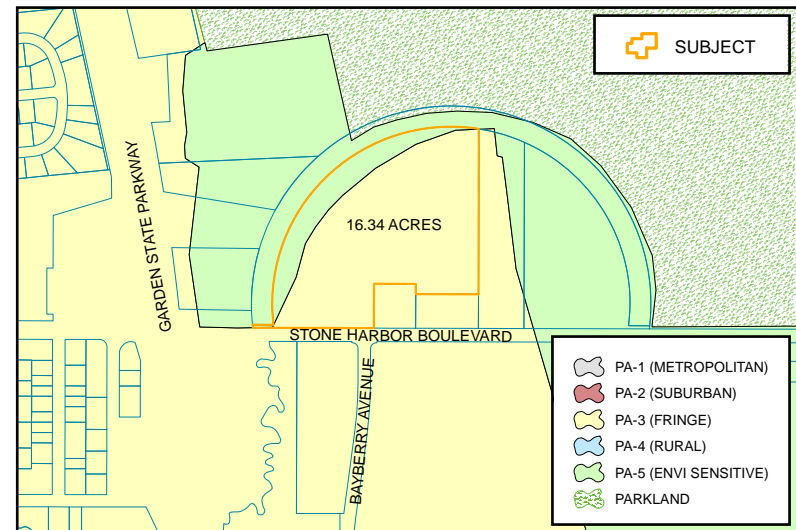 SUBJECT
GARDEN STATE PARKWAY
16.34 ACRES
STONE HARBOR BOULEVARD
BAYBERRY AVENUE
PA-1 (METROPOLITAN)
PA-2 (SUBURBAN)
PA-3 (FRINGE)
PA-4 (RURAL)
PA-5 (ENVI SENSITIVE)
PARKLAND